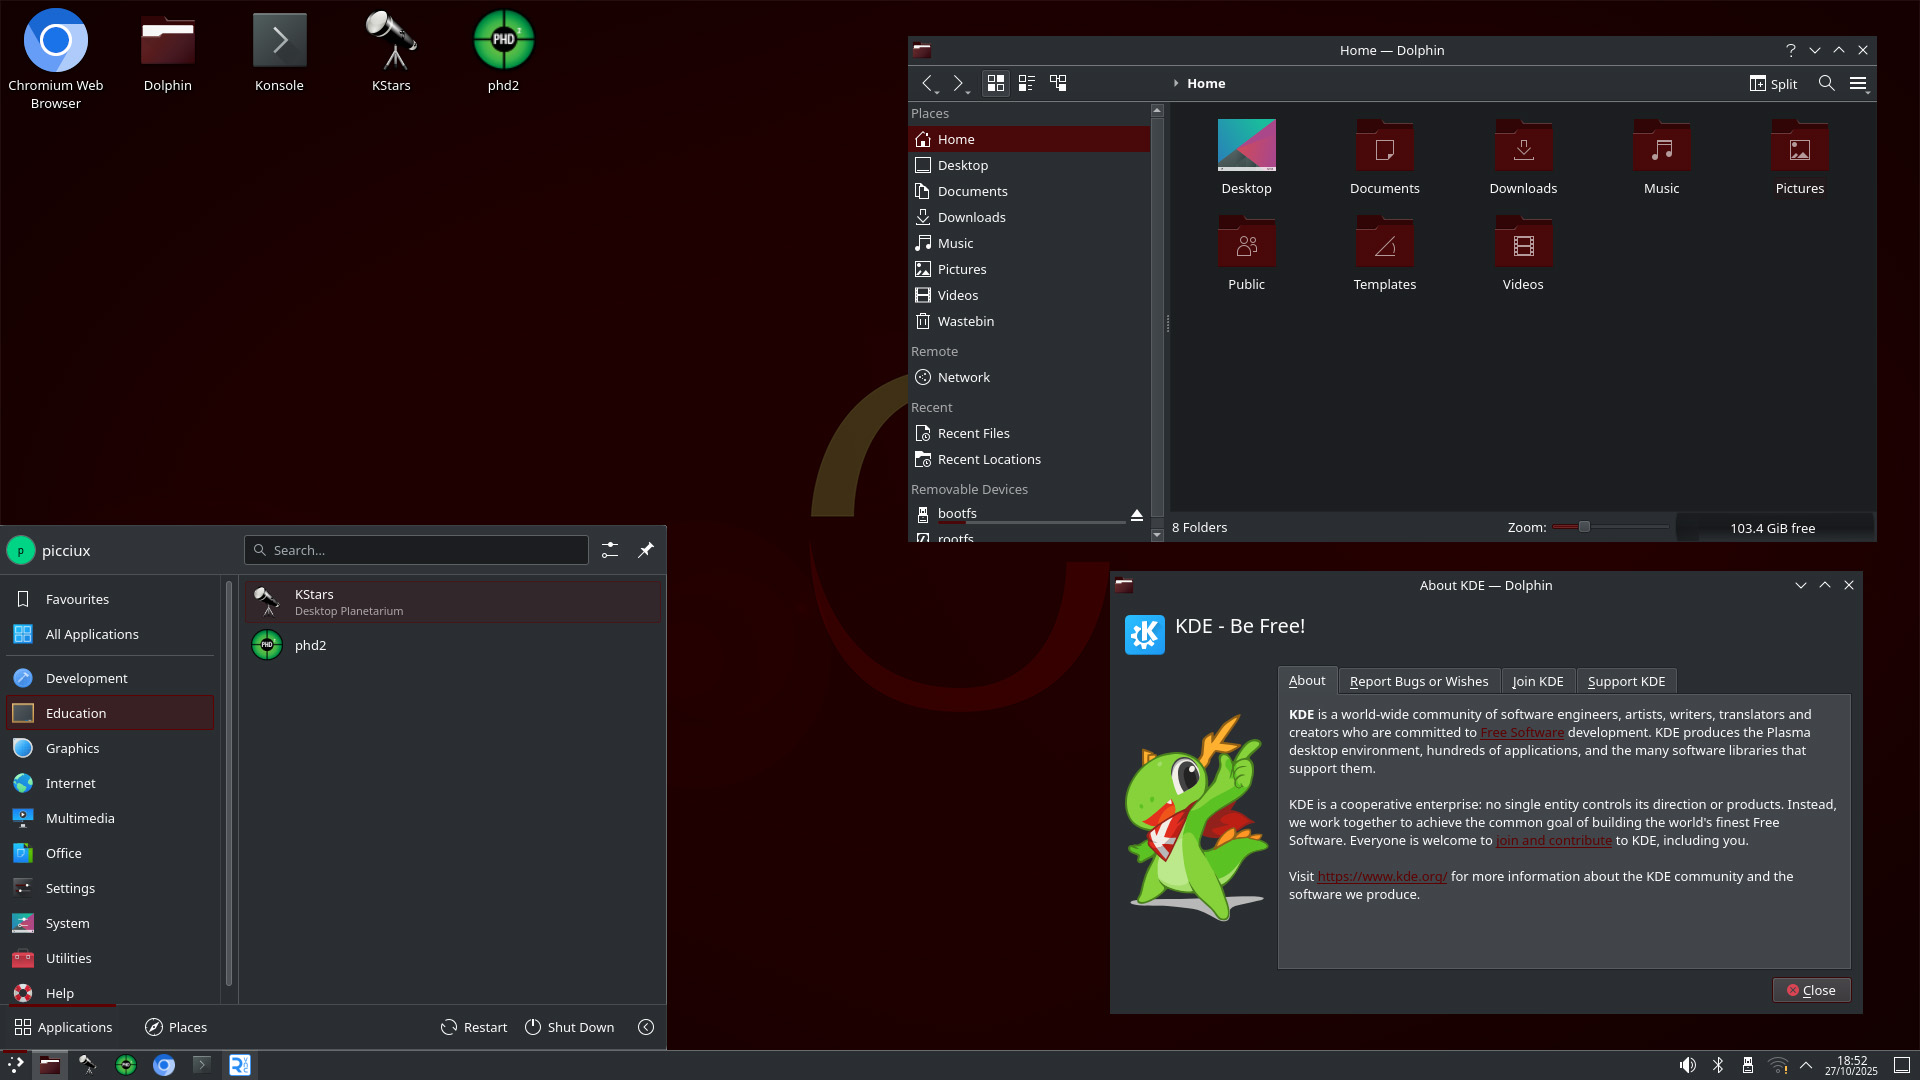 Chromium Web
Browser
Dolphin
Konsole
KStars
PHD 2
phd2
Home — Dolphin
Home
Split
Places
Home
Desktop
Documents
Downloads
Music
Pictures
Videos
Wastebin
Remote
Network
Recent
Recent Files
Recent Locations
Removable Devices
bootfs
rootfs
Desktop
Documents
Downloads
Music
Pictures
Public
Templates
Videos
8 Folders
Zoom:
103.4 GiB free
p
picciux
Search...
Favourites
All Applications
Development
Education
Graphics
Internet
Multimedia
Office
Settings
System
Utilities
Help
KStars
Desktop Planetarium
PHD
phd2
Applications
Places
Restart
Shut Down
About KDE — Dolphin
KDE - Be Free!
About
Report Bugs or Wishes
Join KDE
Support KDE
KDE is a world-wide community of software engineers, artists, writers, translators and
creators who are committed to Free Software development. KDE produces the Plasma
desktop environment, hundreds of applications, and the many software libraries that
support them.
KDE is a cooperative enterprise: no single entity controls its direction or products. Instead,
we work together to achieve the common goal of building the world's finest Free
Software. Everyone is welcome to join and contribute to KDE, including you.
Visit https://www.kde.org/ for more information about the KDE community and the
software we produce.
Close
18:52
27/10/2025